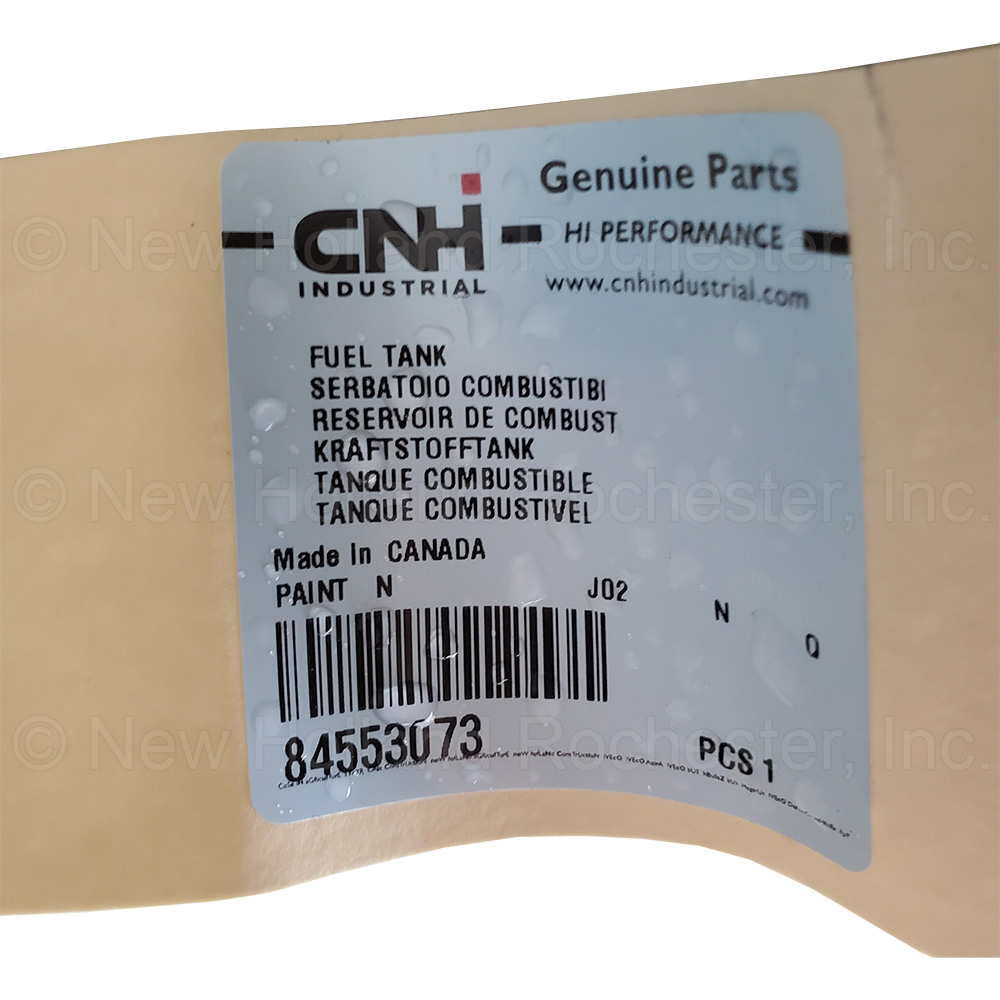 Genuine Parts
CNH
INDUSTRIAL
HI PERFORMANCE
www.cnhindustrial.com
FUEL TANK
SERBATOIO COMBUSTIBI
RESERVOIR DE COMBUST
KRAFTSTOFFTANK
TANQUE COMBUSTIBLE
TANQUE COMBUSTIVEL
Made In CANADA
PAINT N J02 N Q
84553073
PCS 1
© New Holland Rochester, Inc.
© New Holland Rochester, Inc.
© New Holland Rochester, Inc.